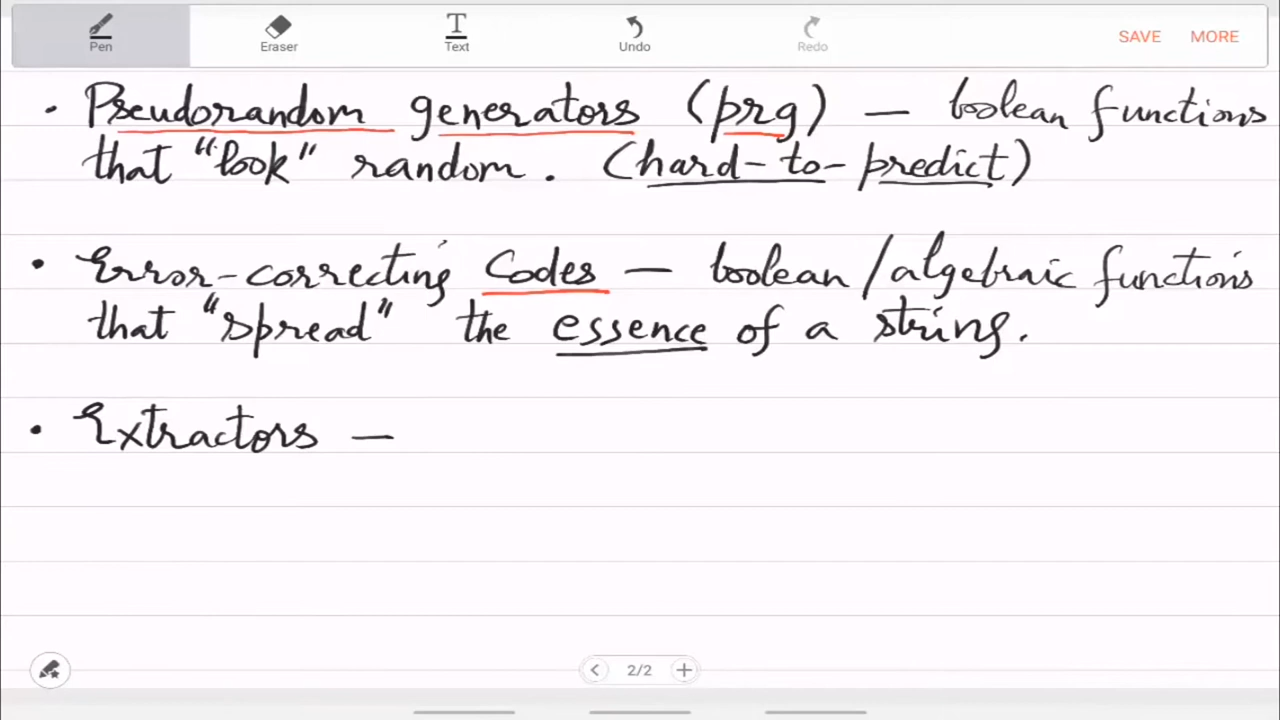 Pen Eraser Text Undo Redo SAVE MORE
• Pseudorandom generators (prg) — boolean functions
that "look" random. (hard-to-predict)
• Error-correcting Codes — boolean/algebraic functions
that "spread" the essence of a string.
• Extractors —
2/2